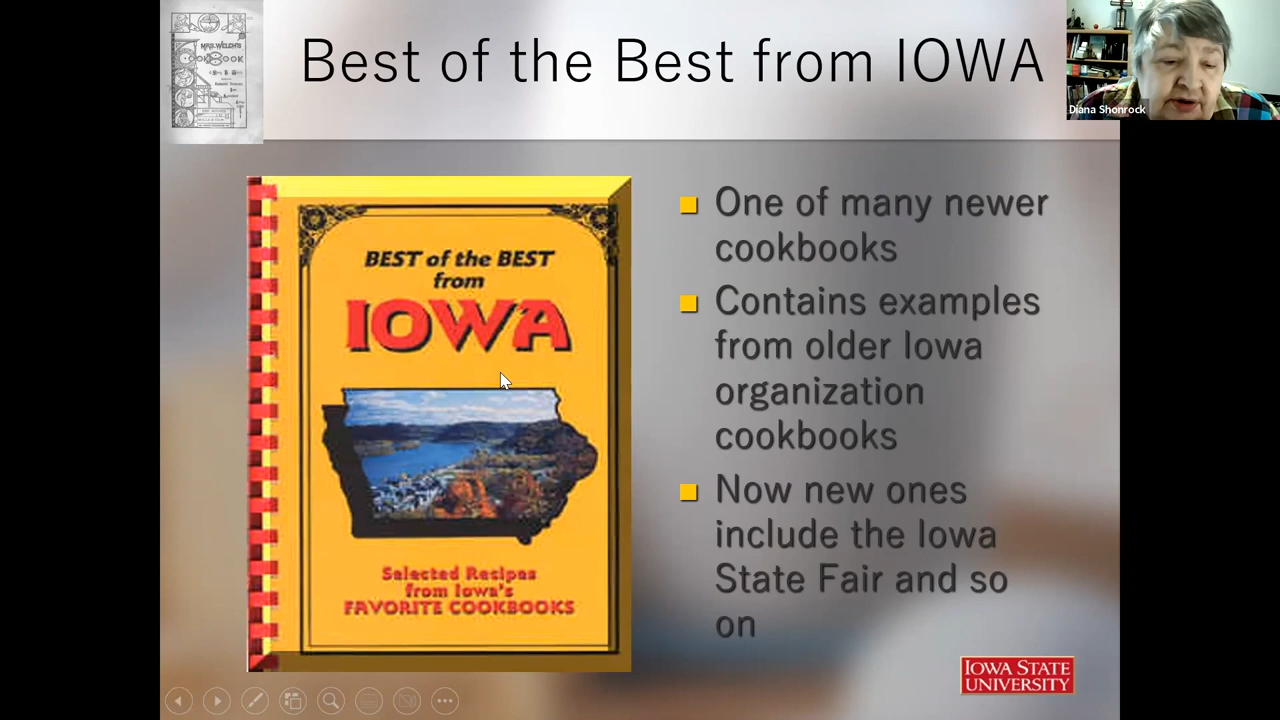 MRS. WELCH'S
COOK BOOK
Best of the Best from IOWA
Diana Shonrock
BEST of the BEST
from
IOWA
Selected Recipes
from Iowa's
FAVORITE COOKBOOKS
One of many newer
cookbooks
Contains examples
from older Iowa
organization
cookbooks
Now new ones
include the Iowa
State Fair and so
on
IOWA STATE
UNIVERSITY